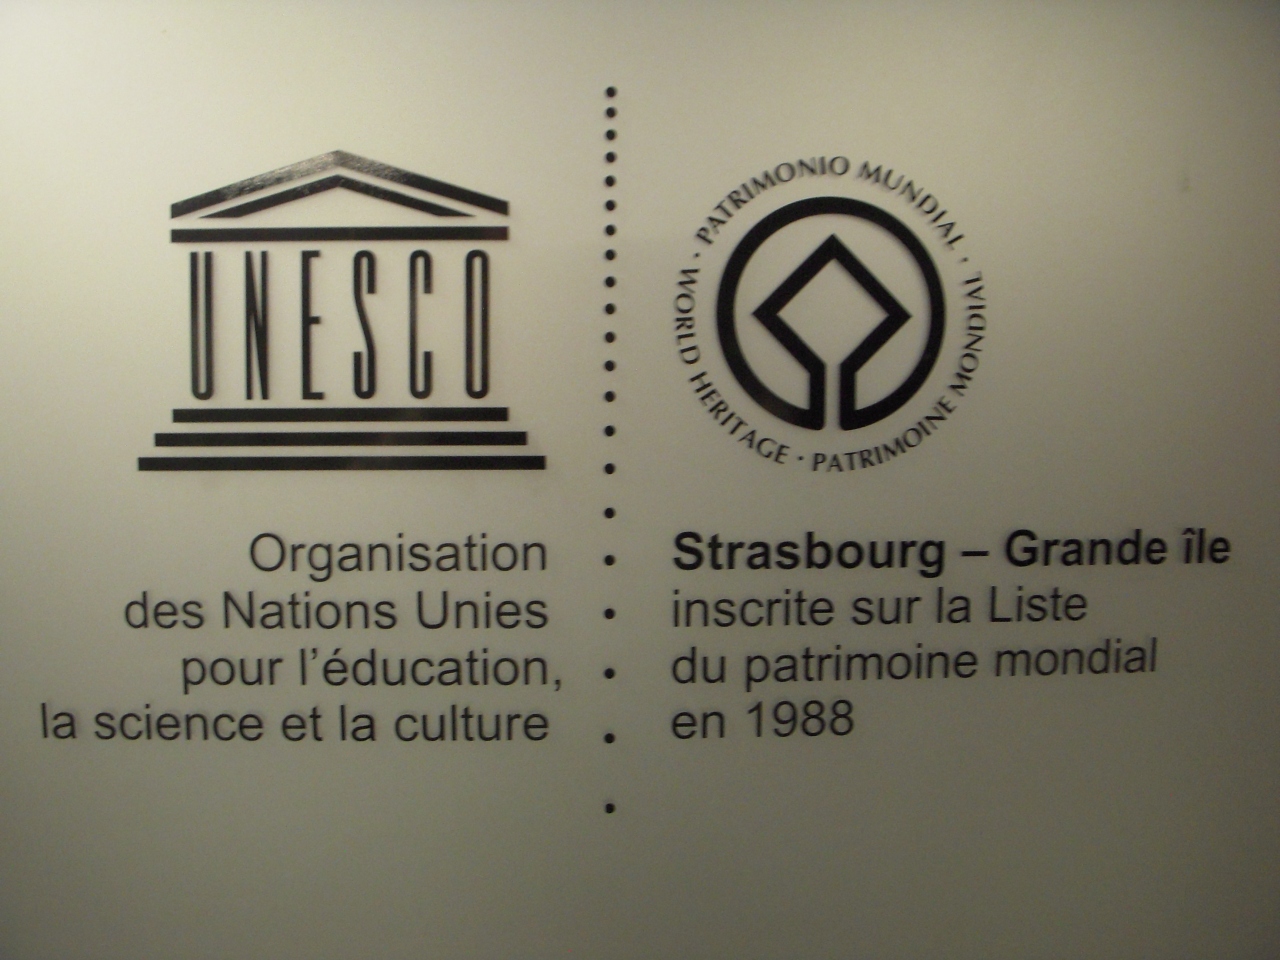 UNESCO
Organisation
des Nations Unies
pour l'éducation,
la science et la culture
PATRIMONIO MUNDIAL · PATRIMOINE MONDIAL · WORLD HERITAGE ·
Strasbourg – Grande île
inscrite sur la Liste
du patrimoine mondial
en 1988